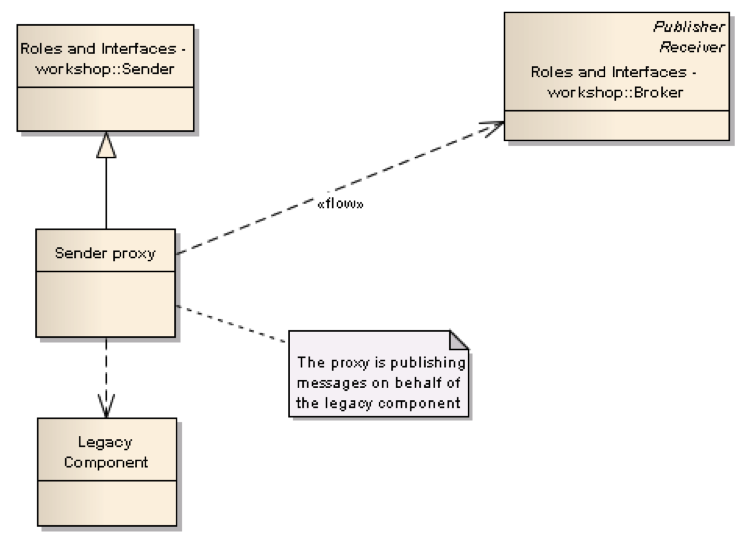 Roles and Interfaces -
workshop::Sender
Publisher
Receiver
Roles and Interfaces -
workshop::Broker
«flow»
Sender proxy
The proxy is publishing
messages on behalf of
the legacy component
Legacy
Component